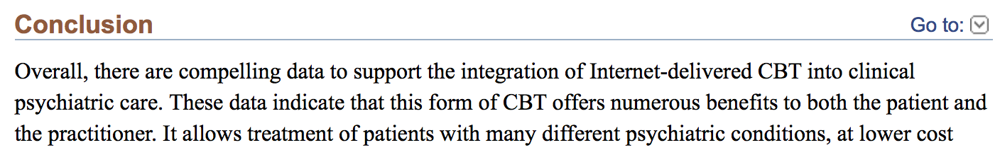 Conclusion
Go to:
Overall, there are compelling data to support the integration of Internet-delivered CBT into clinical
psychiatric care. These data indicate that this form of CBT offers numerous benefits to both the patient and
the practitioner. It allows treatment of patients with many different psychiatric conditions, at lower cost